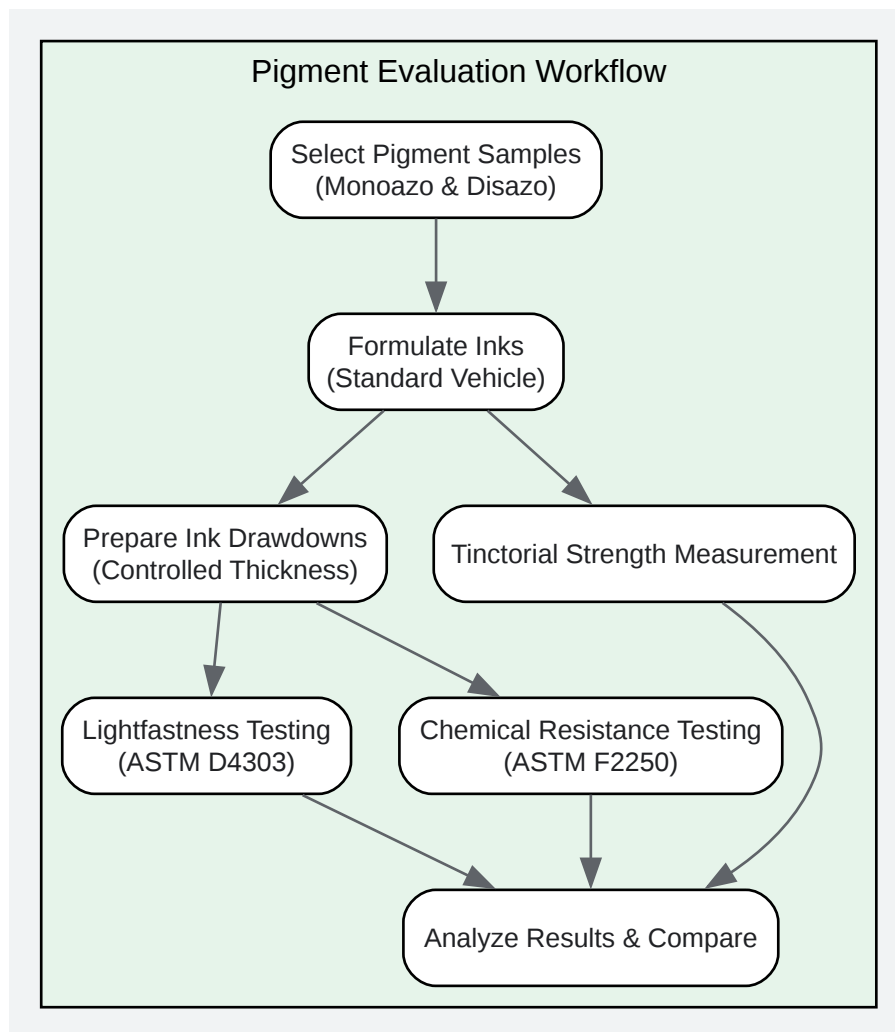 Pigment Evaluation Workflow
Select Pigment Samples
(Monoazo & Disazo)
Formulate Inks
(Standard Vehicle)
Prepare Ink Drawdowns
(Controlled Thickness)
Tinctorial Strength Measurement
Lightfastness Testing
(ASTM D4303)
Chemical Resistance Testing
(ASTM F2250)
Analyze Results & Compare